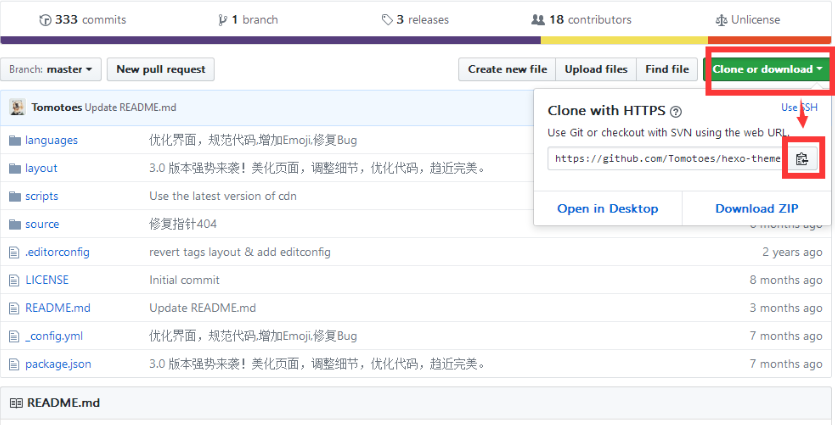 333 commits 1 branch 3 releases 18 contributors Unlicense
Branch: master New pull request Create new file Upload files Find file Clone or download
Tomotoes Update README.md
Clone with HTTPS Use SSH
Use Git or checkout with SVN using the web URL.
https://github.com/Tomotoes/hexo-theme
Open in Desktop Download ZIP
languages 优化界面，规范代码,增加Emoji,修复Bug
layout 3.0 版本强势来袭！美化页面，调整细节，优化代码，趋近完美。
scripts Use the latest version of cdn
source 修复指针404 months ago
.editorconfig revert tags layout & add editconfig 2 years ago
LICENSE Initial commit 8 months ago
README.md Update README.md 3 months ago
_config.yml 优化界面，规范代码,增加Emoji,修复Bug 7 months ago
package.json 3.0 版本强势来袭！美化页面，调整细节，优化代码，趋近完美。 7 months ago
README.md